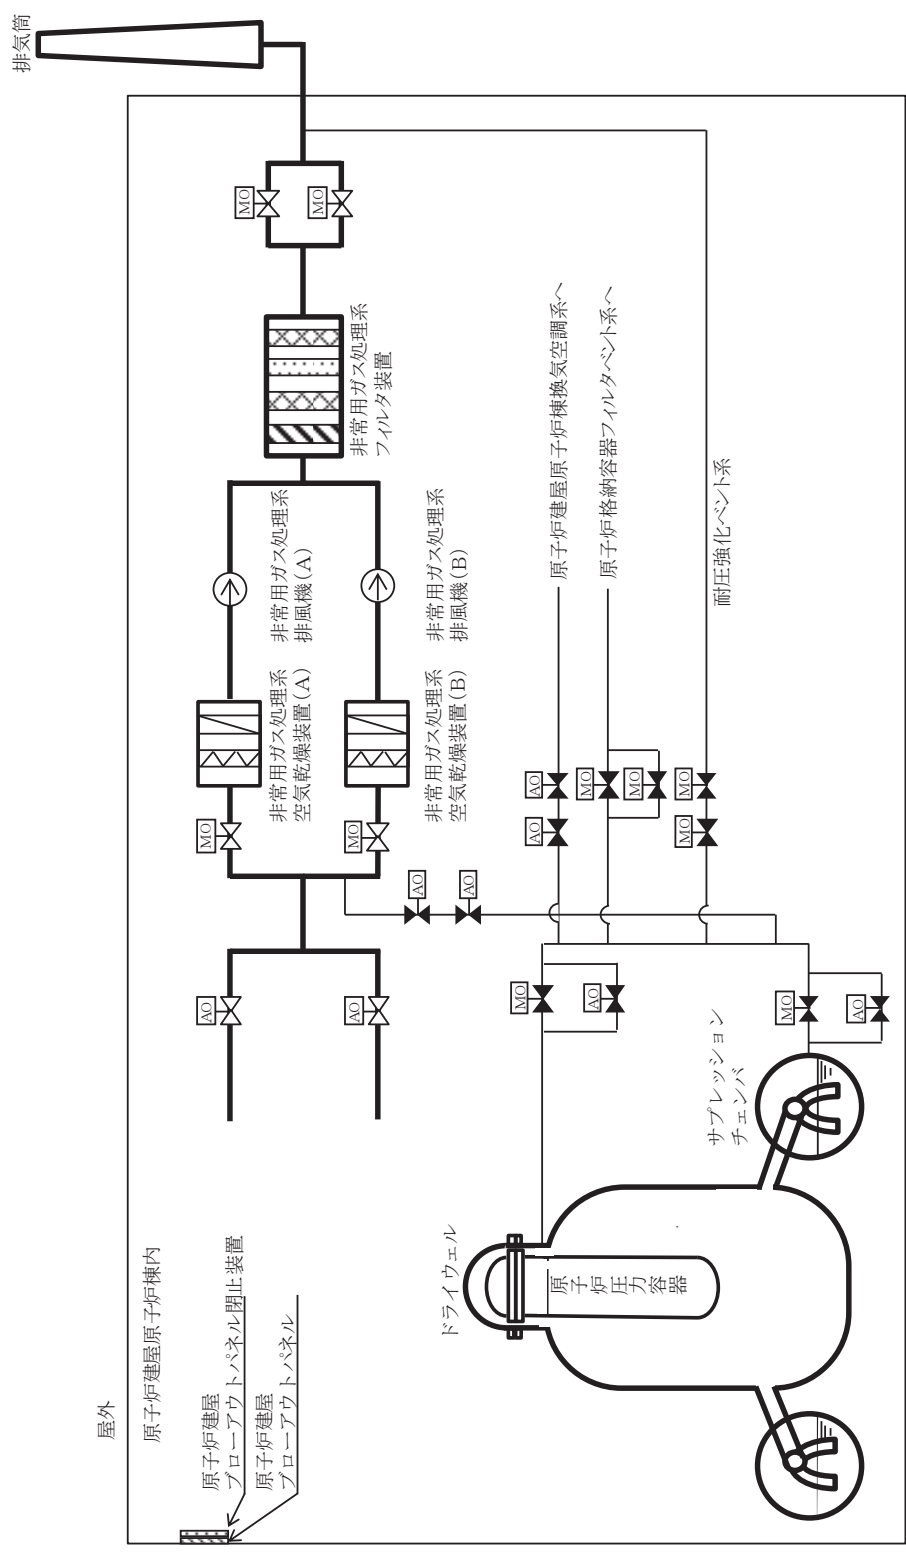 排気筒
屋外
原子炉建屋原子炉棟内
原子炉建屋
ブローアウトパネル閉止装置
原子炉建屋
ブローアウトパネル
AO
AO
MO
MO
非常用ガス処理系
空気乾燥装置(A)
非常用ガス処理系
空気乾燥装置(B)
非常用ガス処理系
排風機(A)
非常用ガス処理系
排風機(B)
非常用ガス処理系
フィルタ装置
MO
MO
AO
AO
ドライウェル
原子炉圧力容器
サプレッション
チェンバ
MO
AO
MO
AO
AO
AO
原子炉建屋原子炉棟換気空調系へ
MO
MO
原子炉格納容器フィルタベント系へ
MO
MO
耐圧強化ベント系